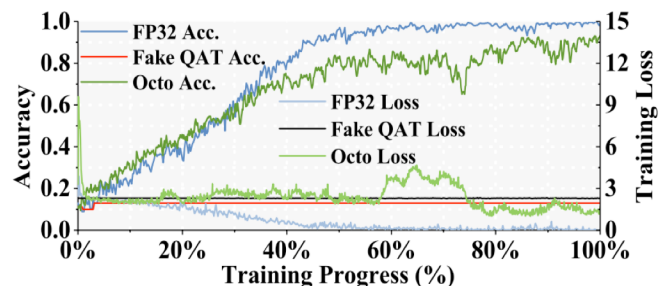 1.0
0.8
0.6
0.4
0.2
0.0
Accuracy
FP32 Acc.
Fake QAT Acc.
Octo Acc.
FP32 Loss
Fake QAT Loss
Octo Loss
15
12
9
6
3
0
Training Loss
0% 20% 40% 60% 80% 100%
Training Progress (%)